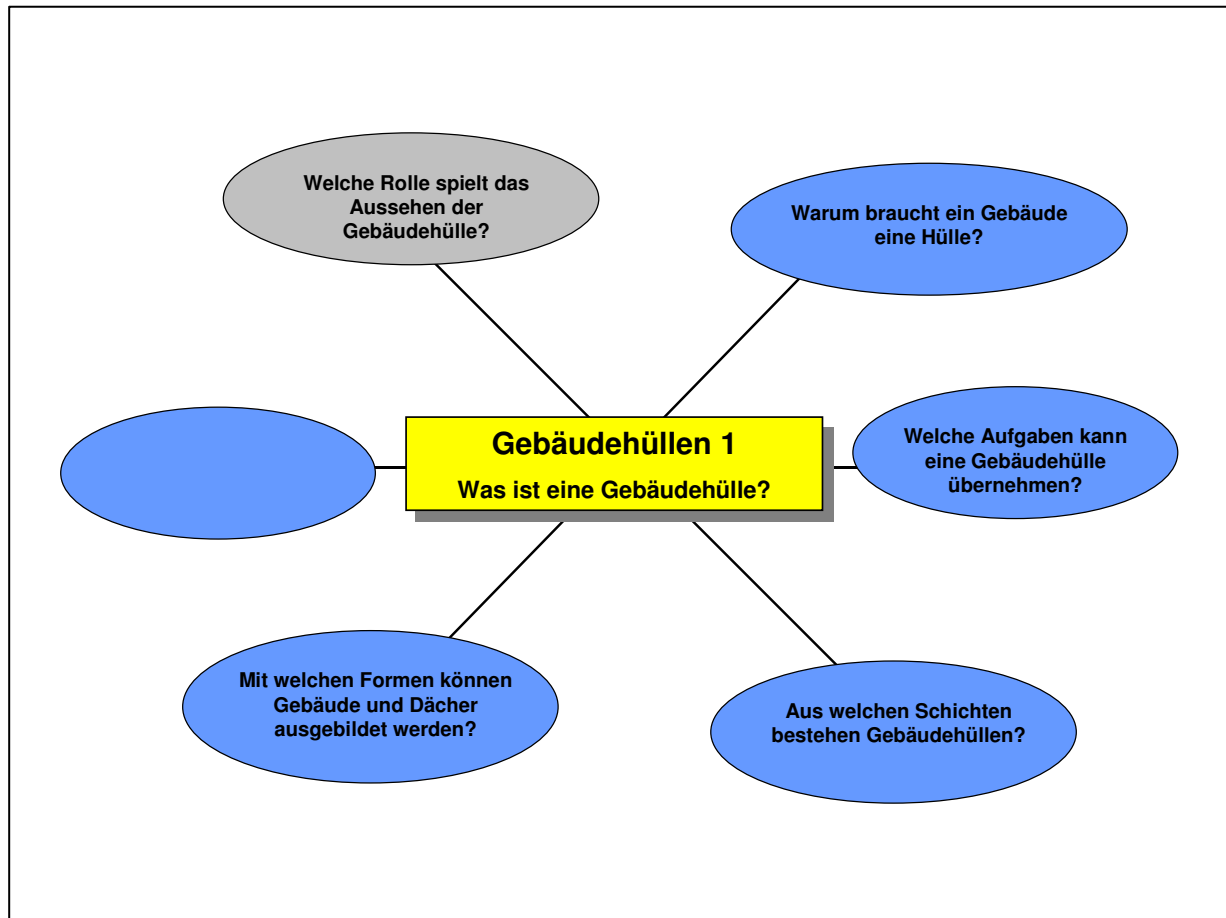 Welche Rolle spielt das
Aussehen der
Gebäudehülle?
Warum braucht ein Gebäude
eine Hülle?
Gebäudehüllen 1
Was ist eine Gebäudehülle?
Welche Aufgaben kann
eine Gebäudehülle
übernehmen?
Mit welchen Formen können
Gebäude und Dächer
ausgebildet werden?
Aus welchen Schichten
bestehen Gebäudehüllen?